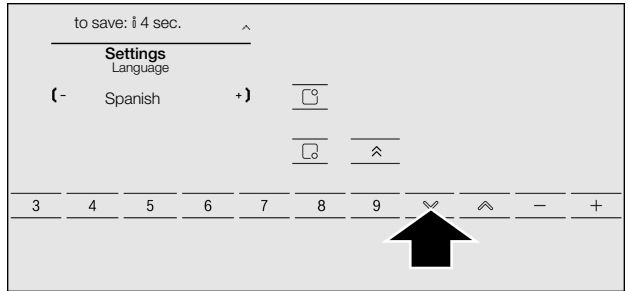 to save: i 4 sec.
Settings
Language
- Spanish +
3 4 5 6 7 8 9 - +